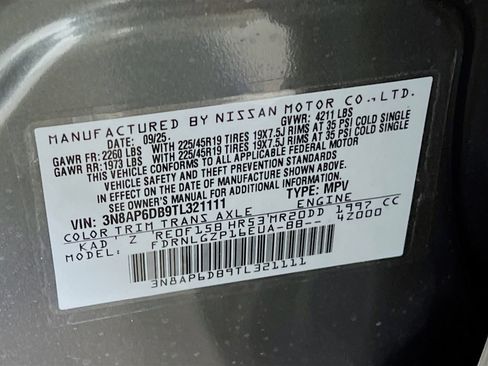 MANUFACTURED BY NISSAN MOTOR CO.,LTD.
DATE: 09/25. GVWR: 4211 LBS
GAWR FR: 2260 LBS WITH 225/45R19 TIRES 19X7.5J RIMS AT 35 PSI COLD SINGLE
GAWR RR: 1973 LBS WITH 225/45R19 TIRES 19X7.5J RIMS AT 35 PSI COLD SINGLE
THIS VEHICLE CONFORMS TO ALL APPLICABLE FEDERAL MOTOR
VEHICLE SAFETY AND THEFT PREVENTION STANDARDS IN
EFFECT ON THE DATE OF MANUFACTURE SHOWN ABOVE.
SEE OWNER'S MANUAL FOR ADDITIONAL INFORMATION.
VIN: 3N8AP6DB9TL321111 TYPE: MPV
COLOR TRIM TRANS AXLE ENGINE
KAD Z RE0F15B HR53 MR20DD 1997 CC
MODEL: FDRNLGZP16EUA-BB-- 4Z000
3N8AP6DB9TL321111